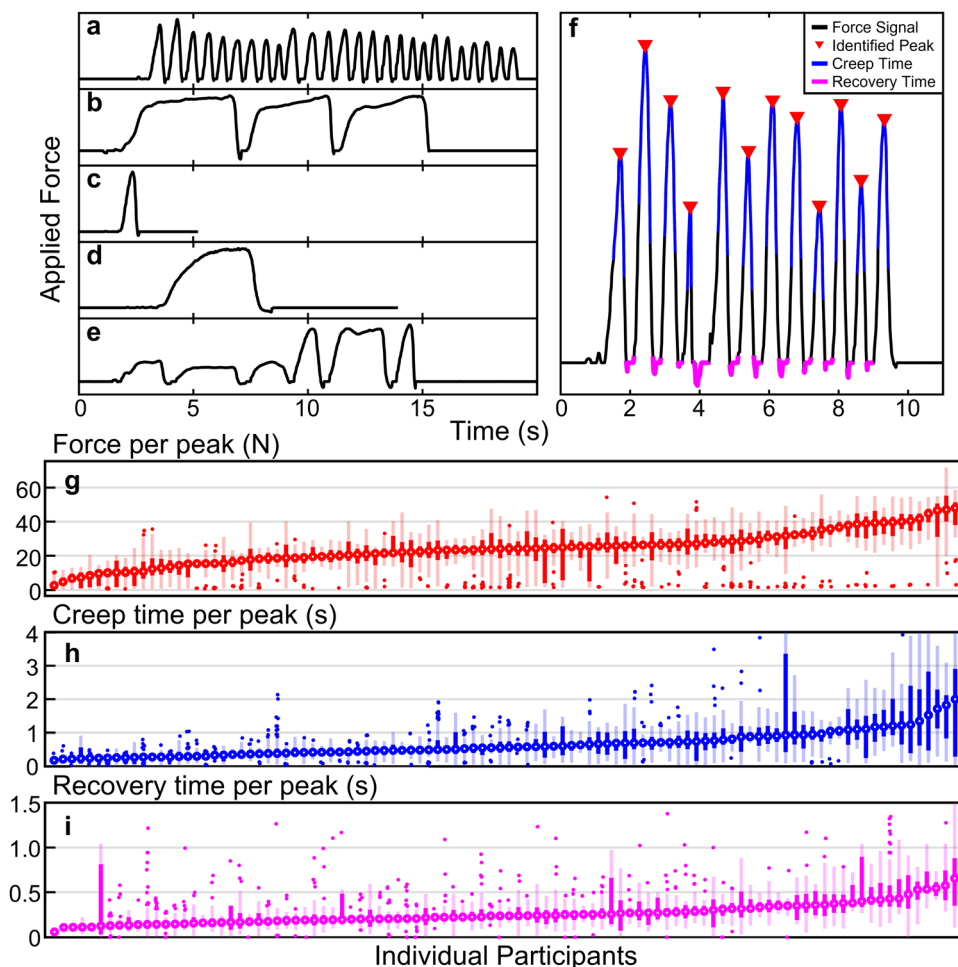 a
b
c
d
e
Applied Force
0 5 10 15
f
Force Signal
Identified Peak
Creep Time
Recovery Time
0 2 4 6 8 10
Time (s)
Force per peak (N)
g
60
40
20
0
Creep time per peak (s)
h
4
3
2
1
0
Recovery time per peak (s)
i
1.5
1.0
0.5
0
Individual Participants